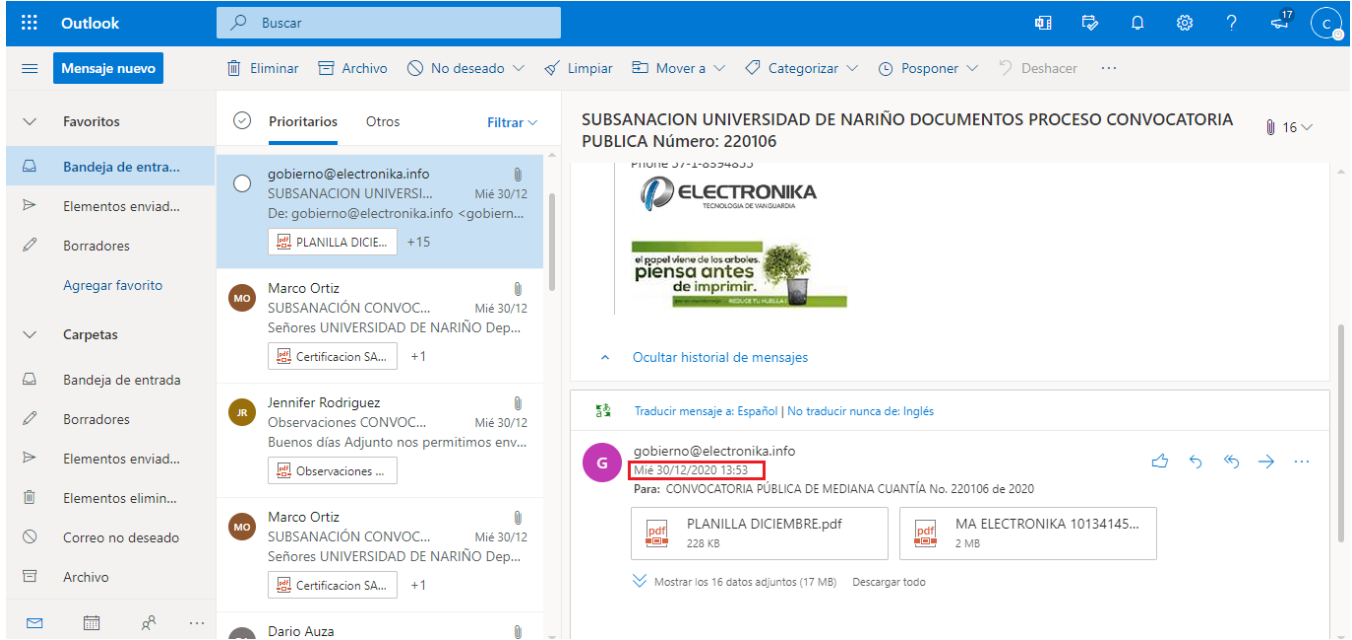 Outlook
Buscar
17
C
Mensaje nuevo
Eliminar
Archivo
No deseado
Limpiar
Mover a
Categorizar
Posponer
Deshacer
Favoritos
Bandeja de entra...
Elementos enviad...
Borradores
Agregar favorito
Carpetas
Bandeja de entrada
Borradores
Elementos enviad...
Elementos elimin...
Correo no deseado
Archivo
Prioritarios
Otros
Filtrar
gobierno@electronika.info
SUBSANACION UNIVERSI... Mié 30/12
De: gobierno@electronika.info <gobiern...
PLANILLA DICIE... +15
MO
Marco Ortiz
SUBSANACIÓN CONVOC... Mié 30/12
Señores UNIVERSIDAD DE NARIÑO Dep...
Certificacion SA... +1
JR
Jennifer Rodriguez
Observaciones CONVOC... Mié 30/12
Buenos días Adjunto nos permitimos env...
Observaciones ...
MO
Marco Ortiz
SUBSANACIÓN CONVOC... Mié 30/12
Señores UNIVERSIDAD DE NARIÑO Dep...
Certificacion SA... +1
Dario Auza
SUBSANACION UNIVERSIDAD DE NARIÑO DOCUMENTOS PROCESO CONVOCATORIA
PUBLICA Número: 220106
16
Phone 57-1-8394855
ELECTRONIKA
TECNOLOGIA DE VANGUARDIA
el papel viene de los arboles.
piensa antes
de imprimir.
REDUCE TU HUELLA
Ocultar historial de mensajes
Traducir mensaje a: Español | No traducir nunca de: Inglés
G
gobierno@electronika.info
Mié 30/12/2020 13:53
Para: CONVOCATORIA PÚBLICA DE MEDIANA CUANTÍA No. 220106 de 2020
pdf
PLANILLA DICIEMBRE.pdf
228 KB
pdf
MA ELECTRONIKA 10134145...
2 MB
Mostrar los 16 datos adjuntos (17 MB) Descargar todo